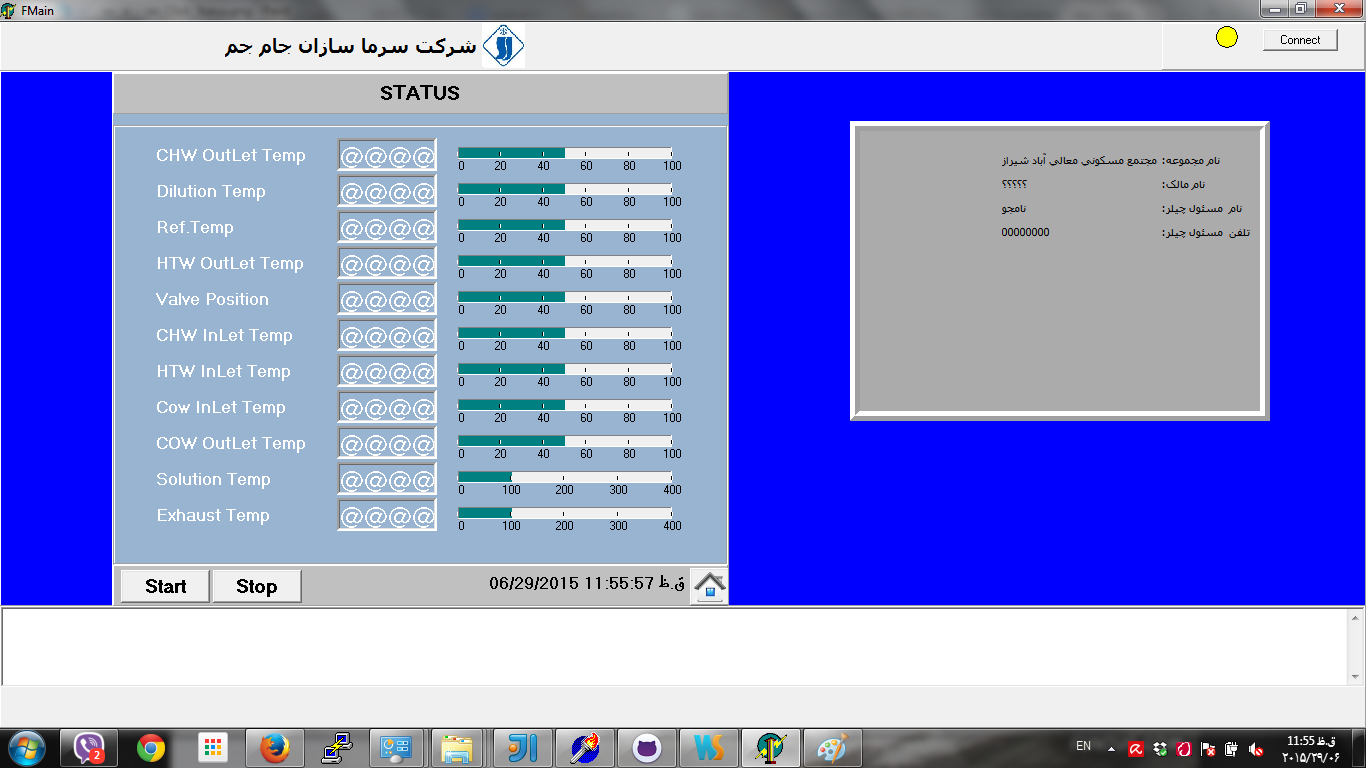 FMain
شرکت سرما سازان جام جم
Connect
STATUS
CHW OutLet Temp @@@@ 0 20 40 60 80 100
Dilution Temp @@@@ 0 20 40 60 80 100
Ref.Temp @@@@ 0 20 40 60 80 100
HTW OutLet Temp @@@@ 0 20 40 60 80 100
Valve Position @@@@ 0 20 40 60 80 100
CHW InLet Temp @@@@ 0 20 40 60 80 100
HTW InLet Temp @@@@ 0 20 40 60 80 100
Cow InLet Temp @@@@ 0 20 40 60 80 100
COW OutLet Temp @@@@ 0 20 40 60 80 100
Solution Temp @@@@ 0 100 200 300 400
Exhaust Temp @@@@ 0 100 200 300 400
Start Stop 06/29/2015 11:55:57 ق.ظ
نام مجموعه: مجتمع مسکوني معالي آباد شيراز
نام مالک: ؟؟؟؟؟
نام مسئول چيلر: نامجو
تلفن مسئول چيلر: 00000000
2
EN
11:55 ق.ظ
۲۰۱۵/۲۹/۰۶